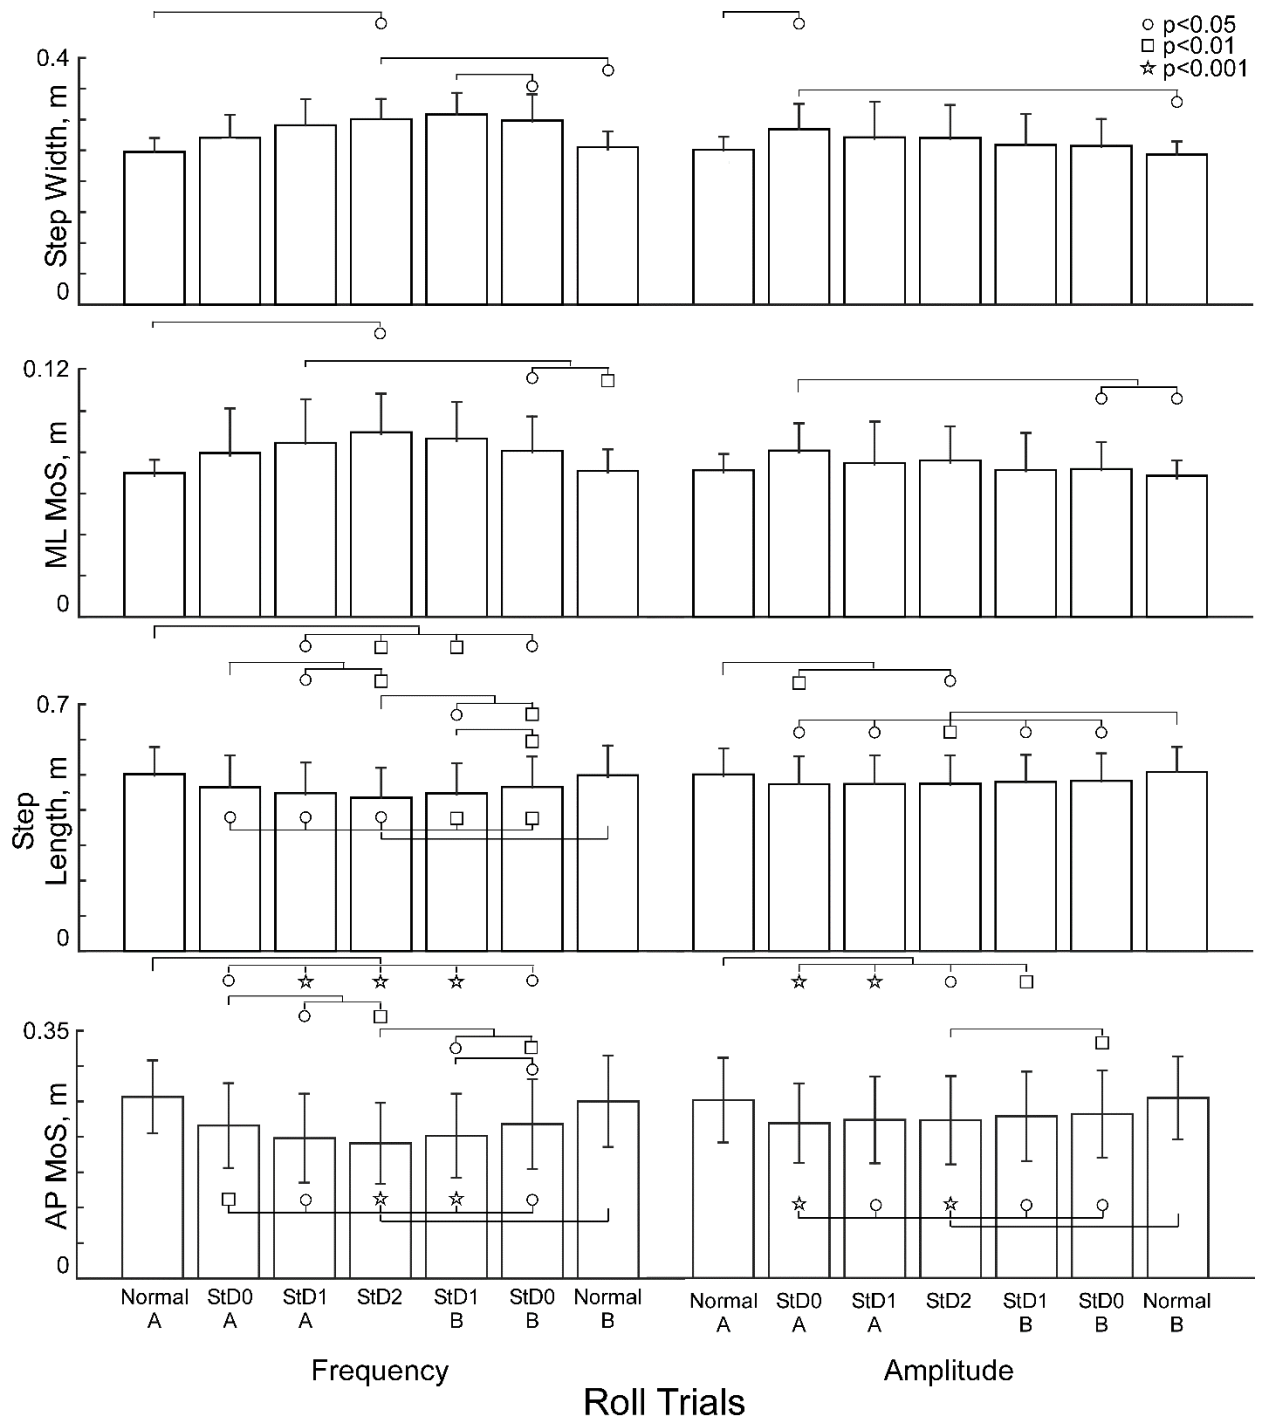 p<0.05
p<0.01
p<0.001
0.4
Step Width, m
0
0.12
ML MoS, m
0
0.7
Step
Length, m
0
0.35
AP MoS, m
0
Normal StD0 StD1 StD2 StD1 StD0 Normal
A A A B B B
Normal StD0 StD1 StD2 StD1 StD0 Normal
A A A B B B
Frequency Amplitude
Roll Trials